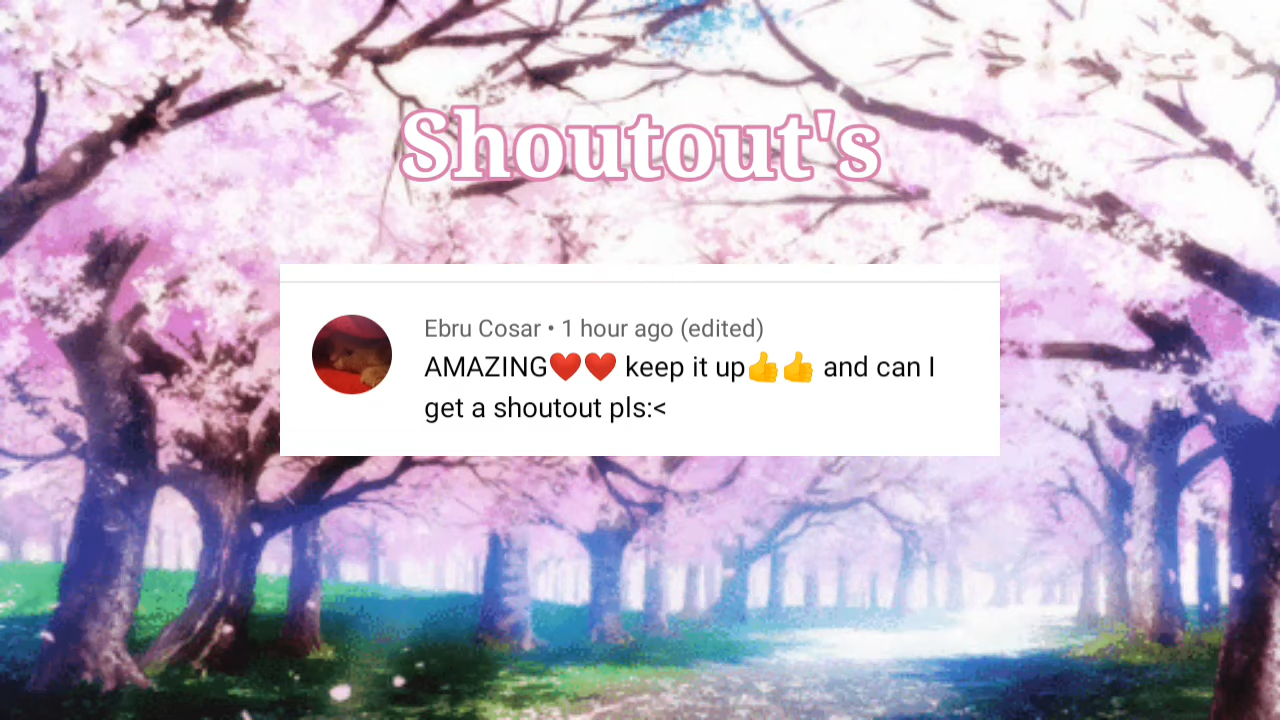 Shoutout's
Ebru Cosar • 1 hour ago (edited)
AMAZING❤️❤️ keep it up👍👍 and can I
get a shoutout pls:<